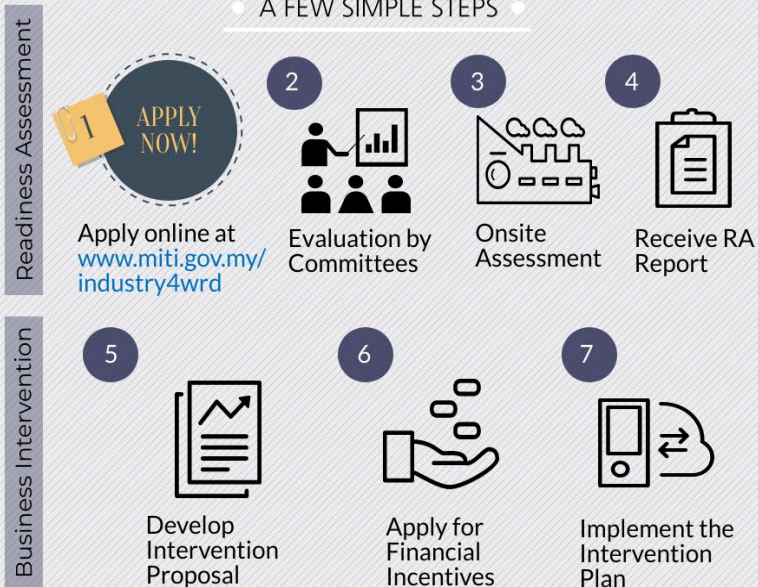 A FEW SIMPLE STEPS
Readiness Assessment
1
APPLY
NOW!
Apply online at
www.miti.gov.my/
industry4wrd
2
Evaluation by
Committees
3
Onsite
Assessment
4
Receive RA
Report
Business Intervention
5
Develop
Intervention
Proposal
6
Apply for
Financial
Incentives
7
Implement the
Intervention
Plan